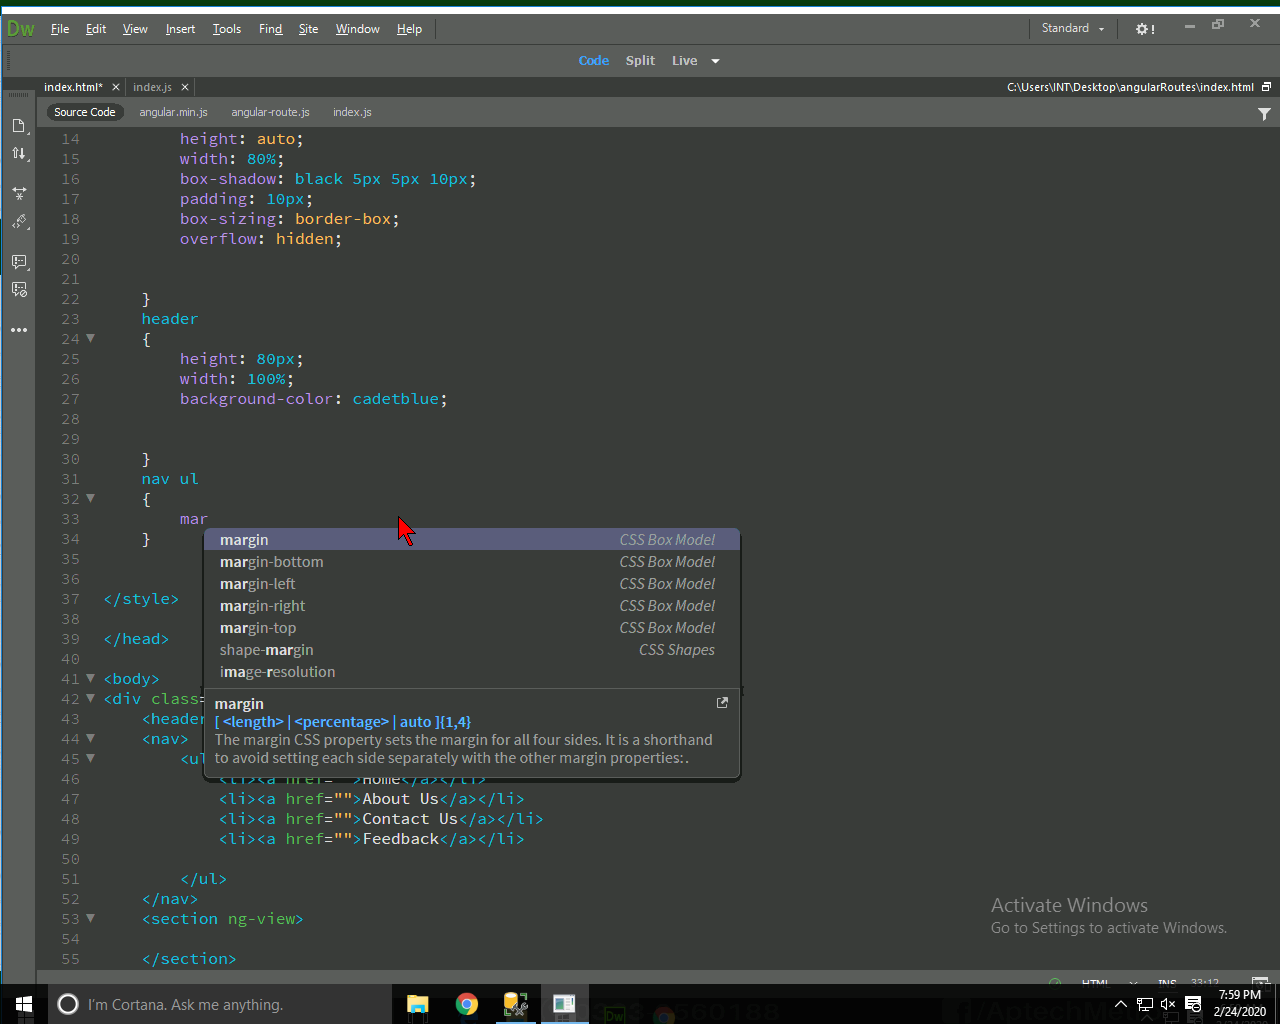 Dw File Edit View Insert Tools Find Site Window Help Standard
Code Split Live
index.html* index.js C:\Users\INT\Desktop\angularRoutes\index.html
Source Code angular.min.js angular-route.js index.js
14 height: auto;
15 width: 80%;
16 box-shadow: black 5px 5px 10px;
17 padding: 10px;
18 box-sizing: border-box;
19 overflow: hidden;
20
21
22 }
23 header
24 {
25 height: 80px;
26 width: 100%;
27 background-color: cadetblue;
28
29
30 }
31 nav ul
32 {
33 mar
34 }
margin CSS Box Model
margin-bottom CSS Box Model
margin-left CSS Box Model
margin-right CSS Box Model
margin-top CSS Box Model
shape-margin CSS Shapes
image-resolution
margin
[ <length> | <percentage> | auto ]{1,4}
The margin CSS property sets the margin for all four sides. It is a shorthand
to avoid setting each side separately with the other margin properties:.
35
36
37 </style>
38
39 </head>
40
41 <body>
42 <div class=
43 <header
44 <nav>
45 <ul
46 <li><a href="">Home</a></li>
47 <li><a href="">About Us</a></li>
48 <li><a href="">Contact Us</a></li>
49 <li><a href="">Feedback</a></li>
50
51 </ul>
52 </nav>
53 <section ng-view>
54
55 </section>
Activate Windows
Go to Settings to activate Windows.
HTML INS 33:12
I'm Cortana. Ask me anything.
7:59 PM
2/24/2020